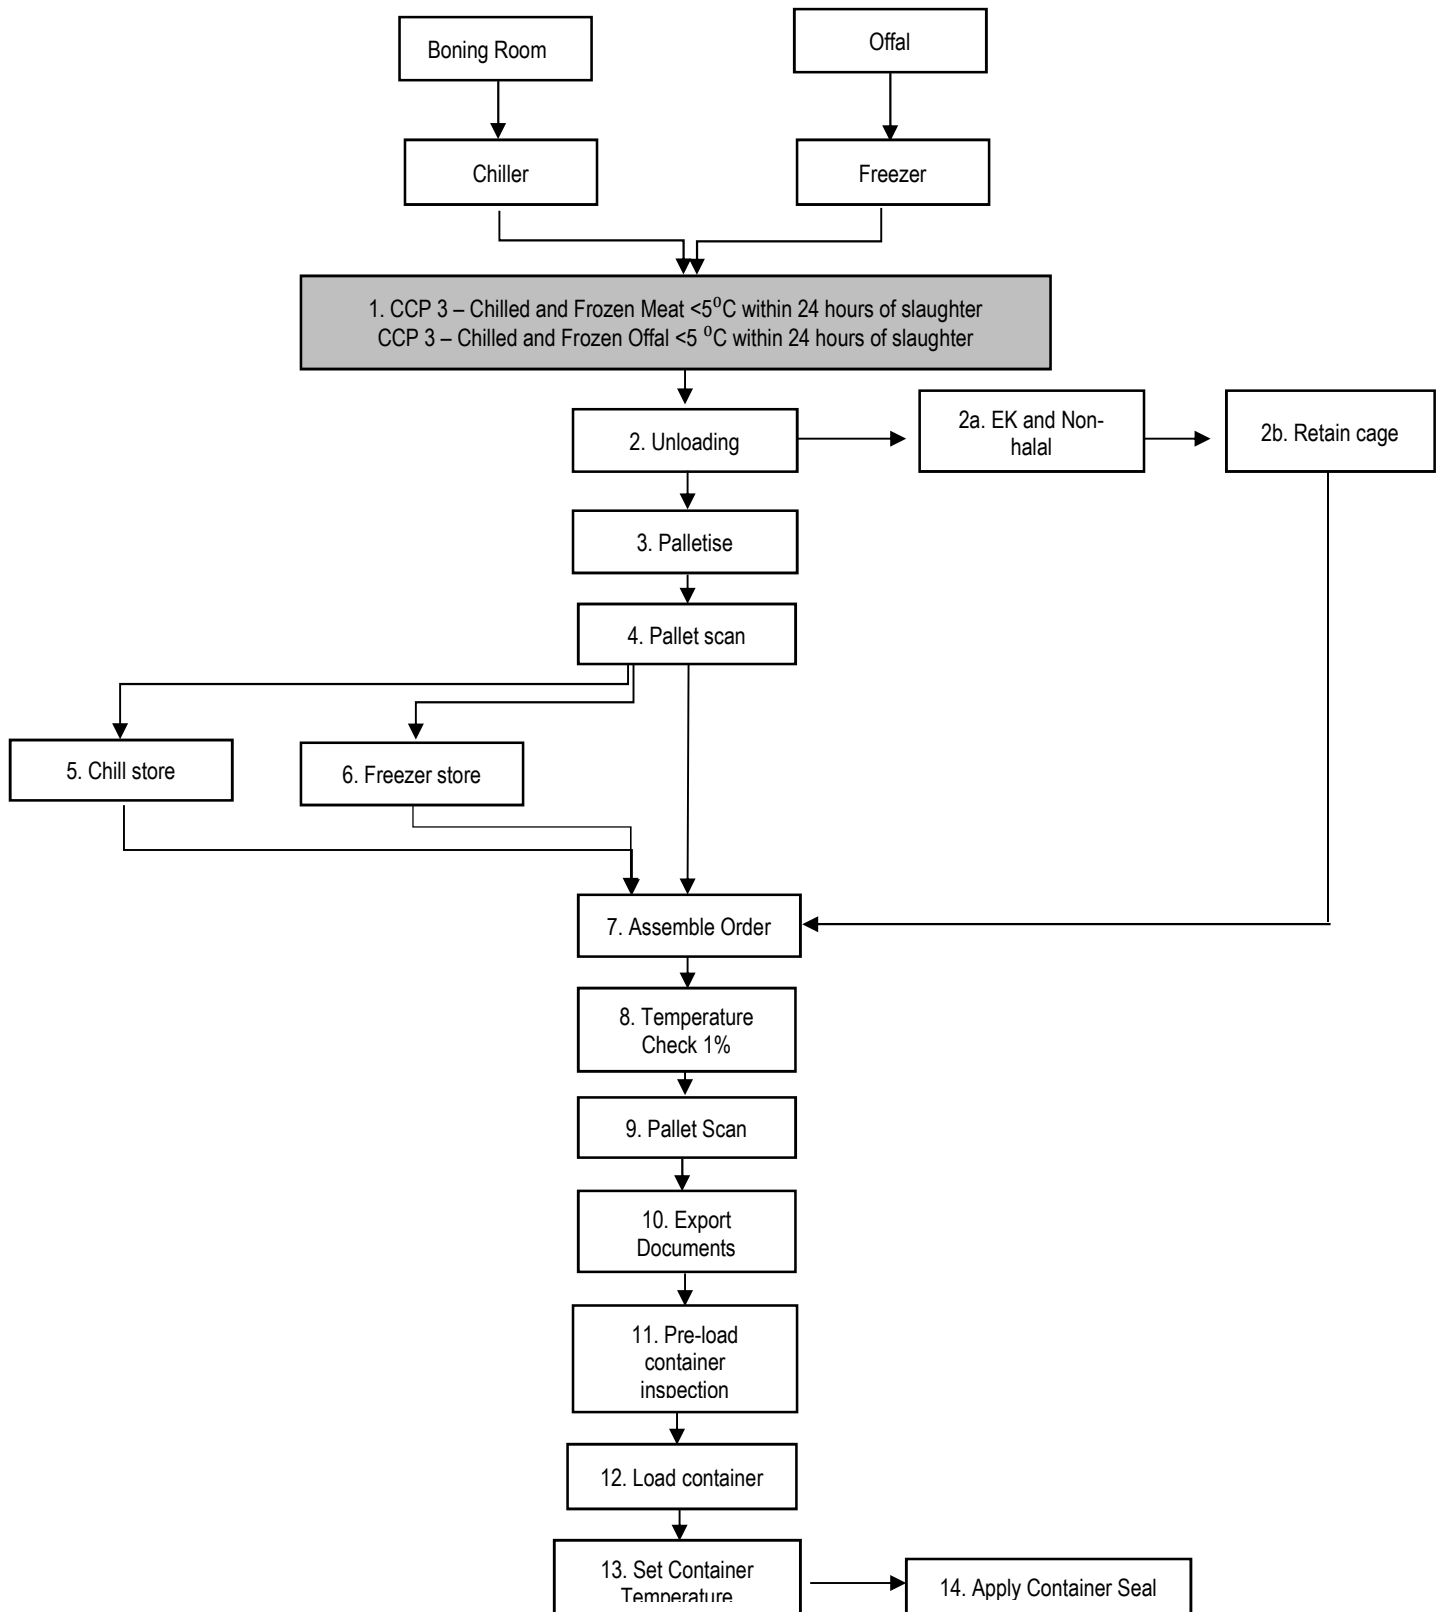 Boning Room
Offal
Chiller
Freezer
1. CCP 3 – Chilled and Frozen Meat <5⁰C within 24 hours of slaughter
CCP 3 – Chilled and Frozen Offal <5 ⁰C within 24 hours of slaughter
2. Unloading
2a. EK and Non-
halal
2b. Retain cage
3. Palletise
4. Pallet scan
5. Chill store
6. Freezer store
7. Assemble Order
8. Temperature
Check 1%
9. Pallet Scan
10. Export
Documents
11. Pre-load
container
inspection
12. Load container
13. Set Container
Temperature
14. Apply Container Seal